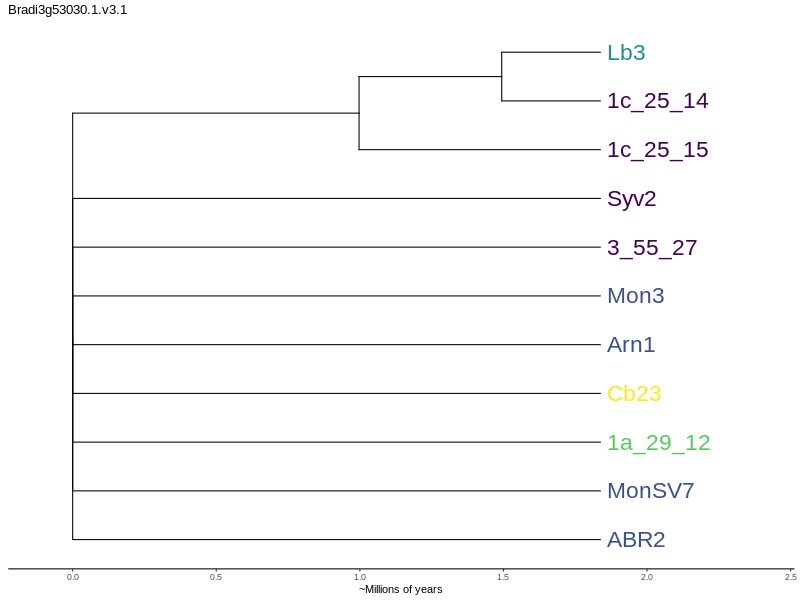 Bradi3g53030.1.v3.1
Lb3
1c_25_14
1c_25_15
Syv2
3_55_27
Mon3
Arn1
Cb23
1a_29_12
MonSV7
ABR2
0.0 0.5 1.0 1.5 2.0 2.5
~Millions of years